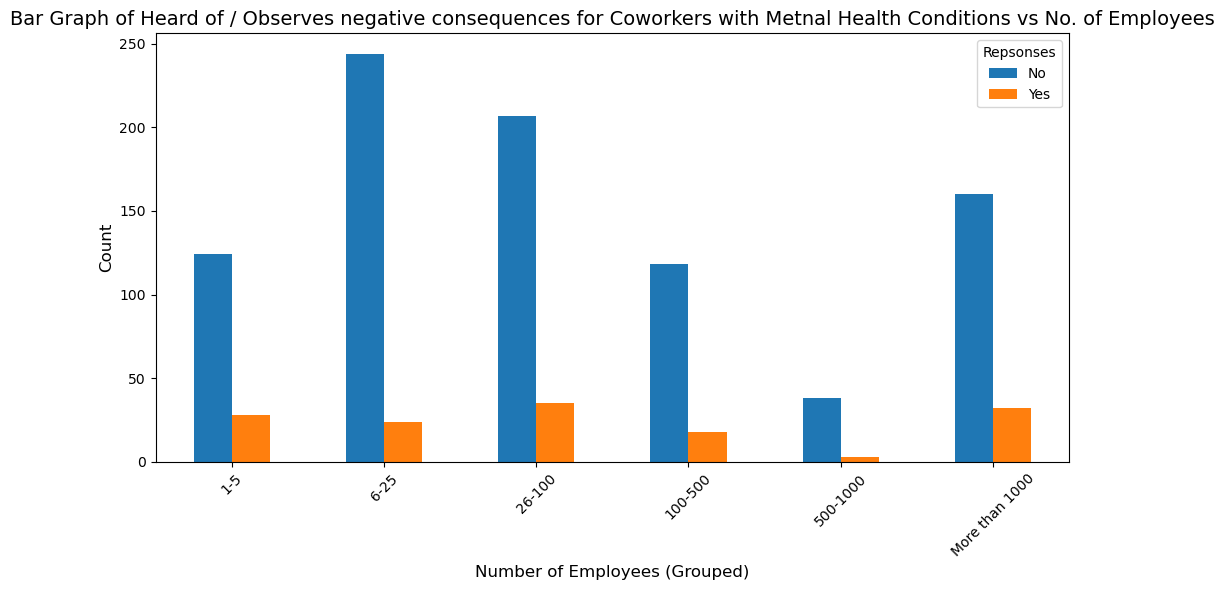 Bar Graph of Heard of / Observes negative consequences for Coworkers with Metnal Health Conditions vs No. of Employees
250
200
150
100
50
0
Count
Repsonses
No
Yes
1-5
6-25
26-100
100-500
500-1000
More than 1000
Number of Employees (Grouped)